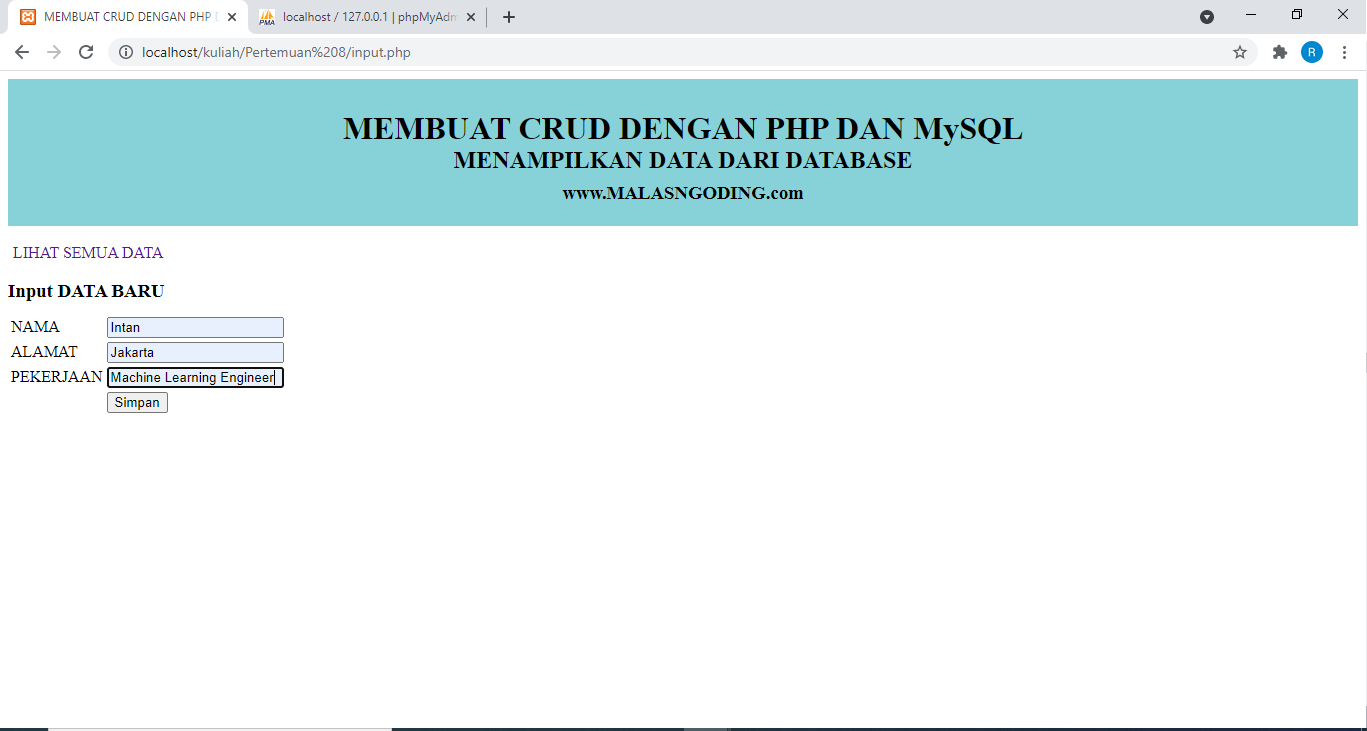 MEMBUAT CRUD DENGAN PHP D
localhost / 127.0.0.1 | phpMyAdm
localhost/kuliah/Pertemuan%208/input.php
R
MEMBUAT CRUD DENGAN PHP DAN MySQL
MENAMPILKAN DATA DARI DATABASE
www.MALASNGODING.com
LIHAT SEMUA DATA
Input DATA BARU
NAMA Intan
ALAMAT Jakarta
PEKERJAAN Machine Learning Engineer
Simpan